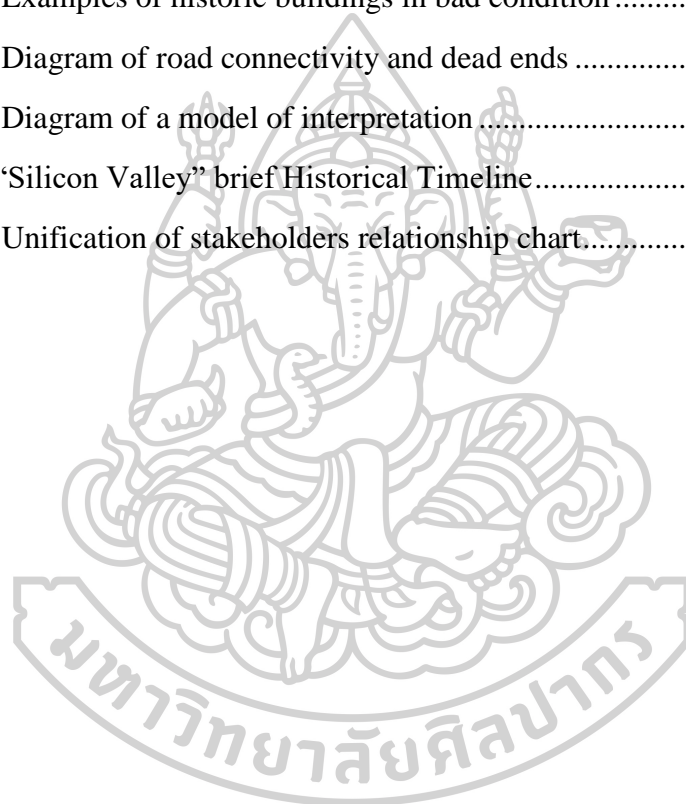 Examples of historic buildings in bad condition ........
Diagram of road connectivity and dead ends ..............
Diagram of a model of interpretation .......................
‘Silicon Valley” brief Historical Timeline..................
Unification of stakeholders relationship chart.............
มหาวิทยาลัยศิลปากร